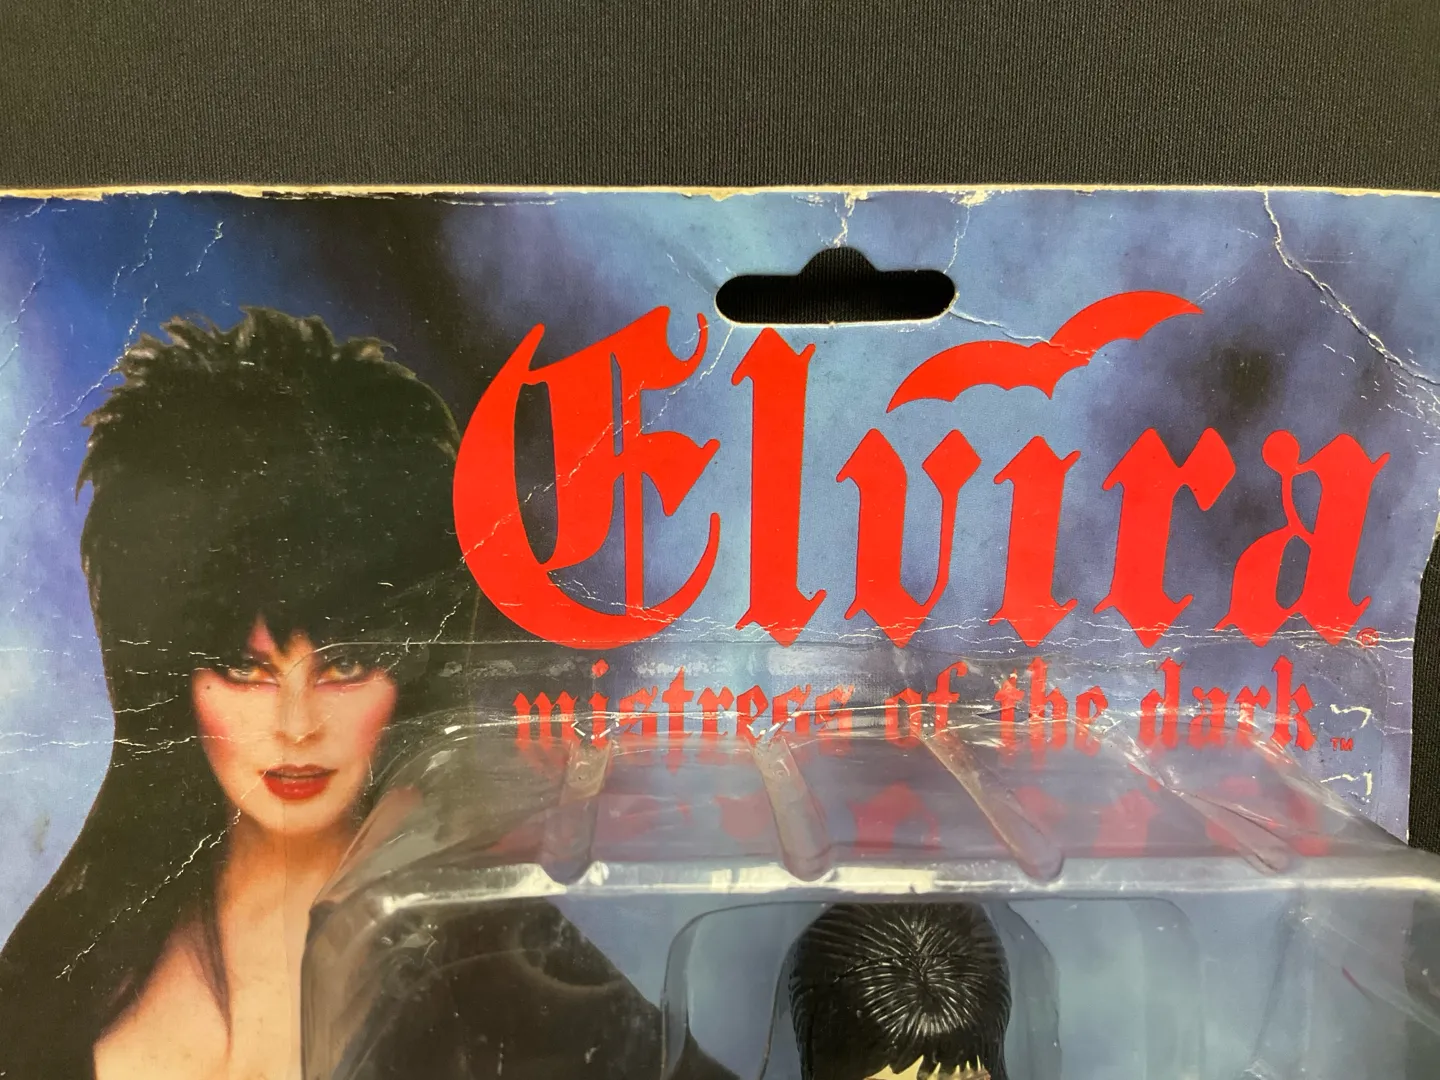 Elvira®
mistress of the dark™